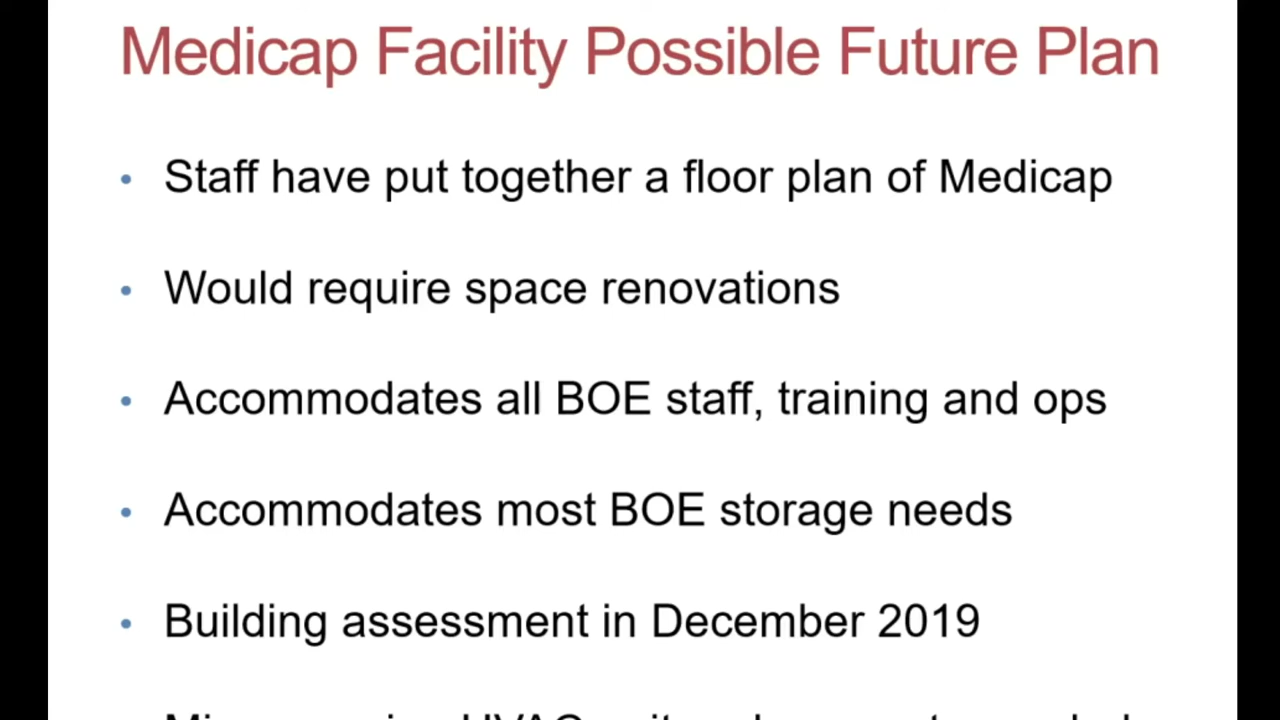 Medicap Facility Possible Future Plan
• Staff have put together a floor plan of Medicap
• Would require space renovations
• Accommodates all BOE staff, training and ops
• Accommodates most BOE storage needs
• Building assessment in December 2019
HVAC